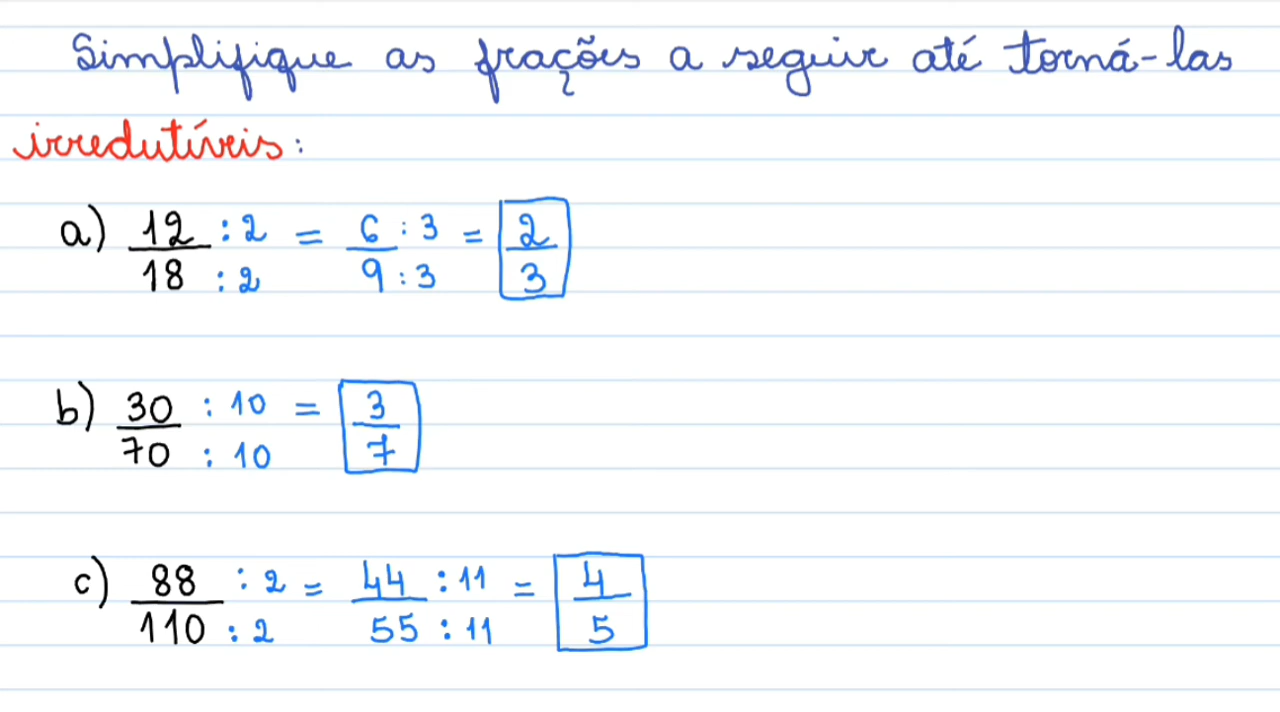 Simplifique as frações a seguir até torná-las
irredutíveis:
a) 12/18 :2/:2 = 6/9 :3/:3 = 2/3
b) 30/70 :10/:10 = 3/7
c) 88/110 :2/:2 = 44/55 :11/:11 = 4/5